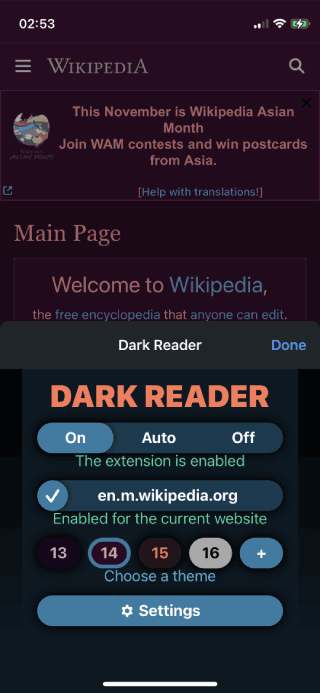 02:53
WIKIPEDIA
This November is Wikipedia Asian
Month
Join WAM contests and win postcards
from Asia.
[Help with translations!]
Main Page
Welcome to Wikipedia,
the free encyclopedia that anyone can edit.
Dark Reader
Done
DARK READER
On Auto Off
The extension is enabled
en.m.wikipedia.org
Enabled for the current website
13 14 15 16 +
Choose a theme
Settings